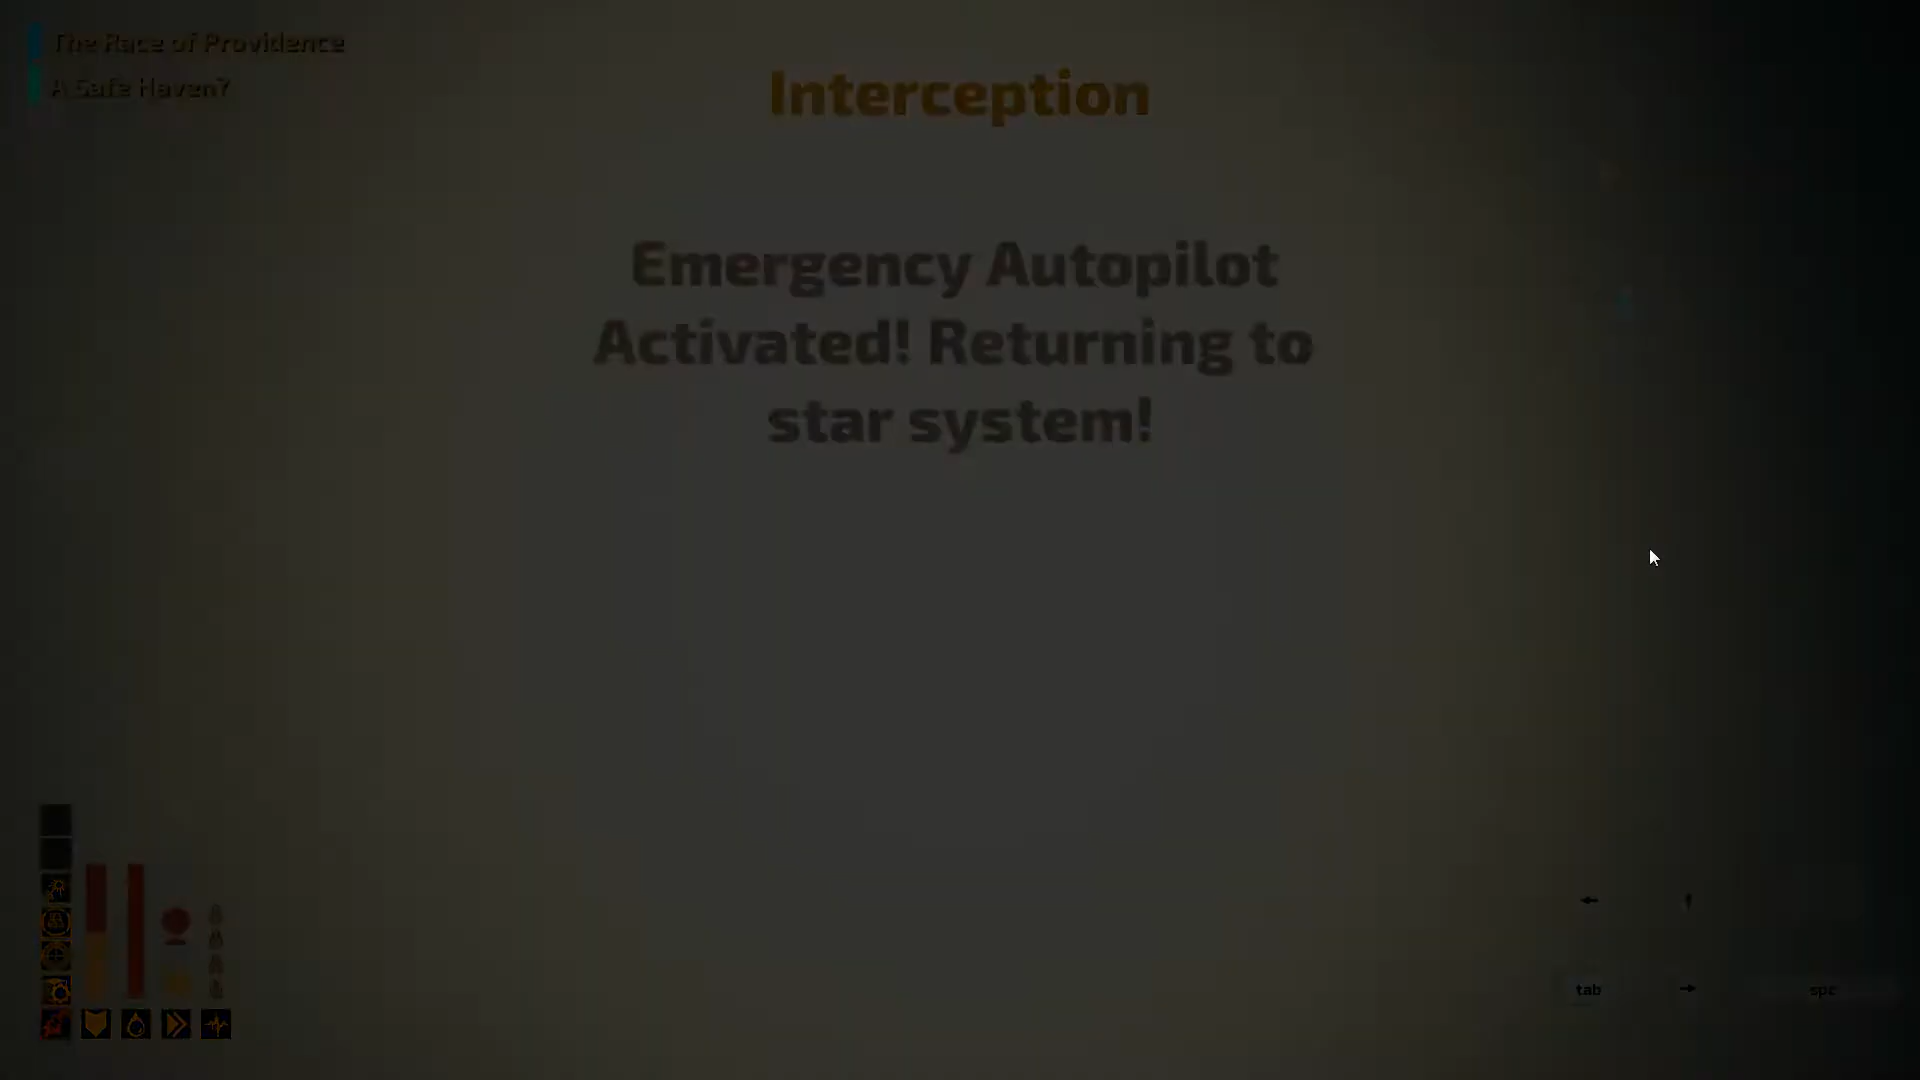 The Race of Providence
A Safe Haven?
Interception
Emergency Autopilot
Activated! Returning to
star system!
tab
spc